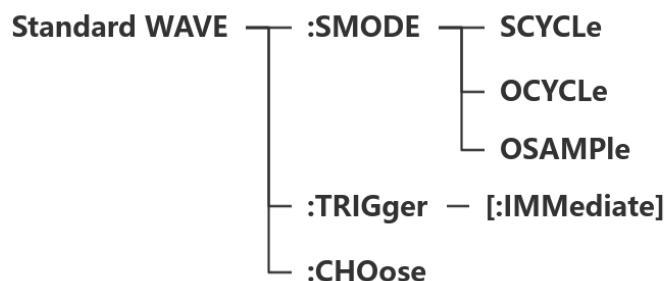 Standard WAVE :SMODE SCYCLe
OCYCLe
OSAMPle
:TRIGger [:IMMediate]
:CHOose